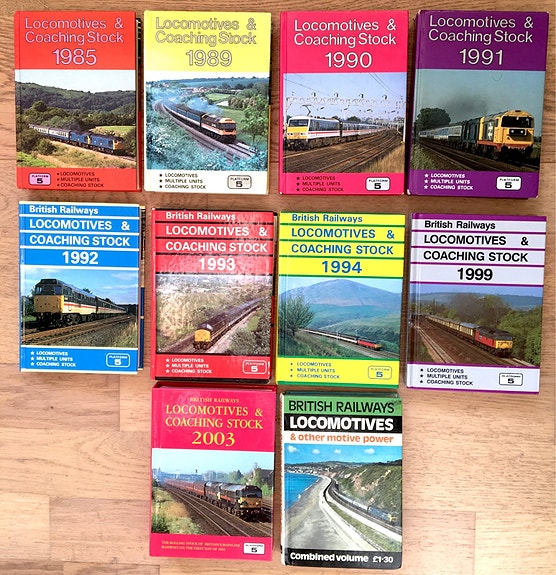 Locomotives &
Coaching Stock
1985
★ LOCOMOTIVES
★ MULTIPLE UNITS
★ COACHING STOCK
PLATFORM
5
Locomotives &
Coaching Stock
1989
★ LOCOMOTIVES
★ MULTIPLE UNITS
★ COACHING STOCK
PLATFORM
5
Locomotives &
Coaching Stock
1990
★ LOCOMOTIVES
★ MULTIPLE UNITS
★ COACHING STOCK
PLATFORM
5
Locomotives &
Coaching Stock
1991
★ LOCOMOTIVES
★ MULTIPLE UNITS
★ COACHING STOCK
PLATFORM
5
British Railways
LOCOMOTIVES &
COACHING STOCK
1992
★ LOCOMOTIVES
★ MULTIPLE UNITS
★ COACHING STOCK
PLATFORM
5
British Railways
LOCOMOTIVES &
COACHING STOCK
1993
★ LOCOMOTIVES
★ MULTIPLE UNITS
★ COACHING STOCK
PLATFORM
5
British Railways
LOCOMOTIVES &
COACHING STOCK
1994
★ LOCOMOTIVES
★ MULTIPLE UNITS
★ COACHING STOCK
PLATFORM
5
British Railways
LOCOMOTIVES &
COACHING STOCK
1999
★ LOCOMOTIVES
★ MULTIPLE UNITS
★ COACHING STOCK
PLATFORM
5
BRITISH RAILWAYS
LOCOMOTIVES &
COACHING STOCK
2003
THE ROLLING STOCK OF BRITAIN'S MAINLINE
PLATFORM
5
BRITISH RAILWAYS
LOCOMOTIVES
& other motive power
Combined volume £1·30